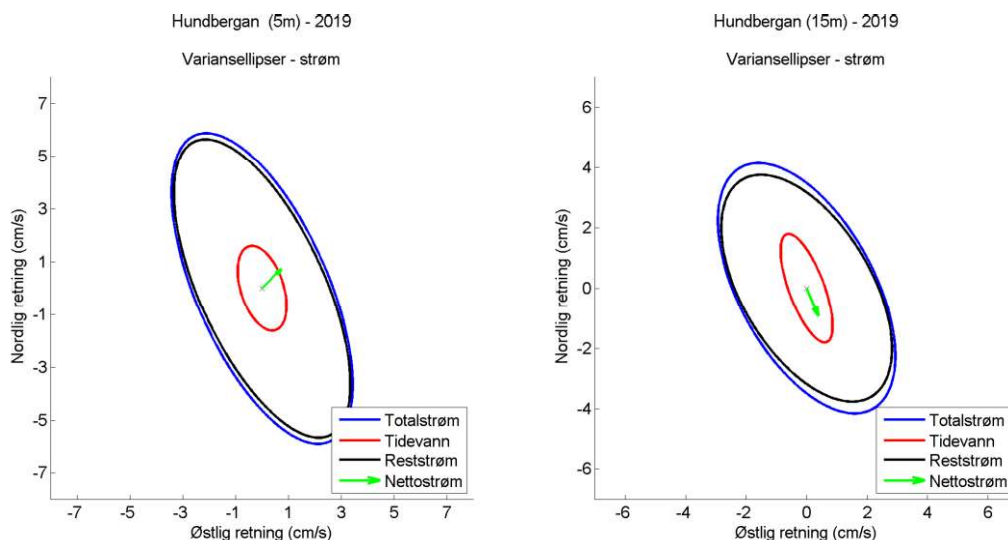 Hundbergan (5m) - 2019
Variansellipser - strøm
Nordlig retning (cm/s)
7
5
3
1
-1
-3
-5
-7
-7 -5 -3 -1 1 3 5 7
Østlig retning (cm/s)
Totalstrøm
Tidevann
Reststrøm
Nettostrøm
Hundbergan (15m) - 2019
Variansellipser - strøm
Nordlig retning (cm/s)
6
4
2
0
-2
-4
-6
-6 -4 -2 0 2 4 6
Østlig retning (cm/s)
Totalstrøm
Tidevann
Reststrøm
Nettostrøm